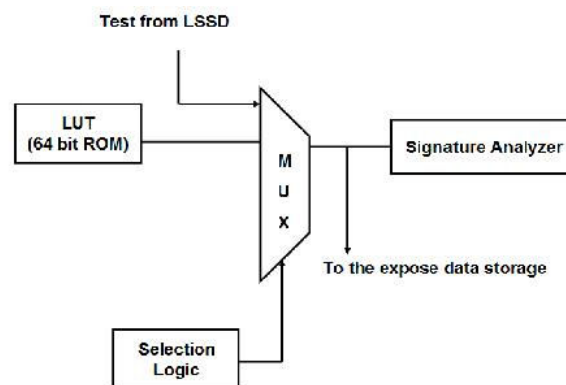 Test from LSSD
LUT
(64 bit ROM)
M
U
X
Signature Analyzer
To the expose data storage
Selection
Logic